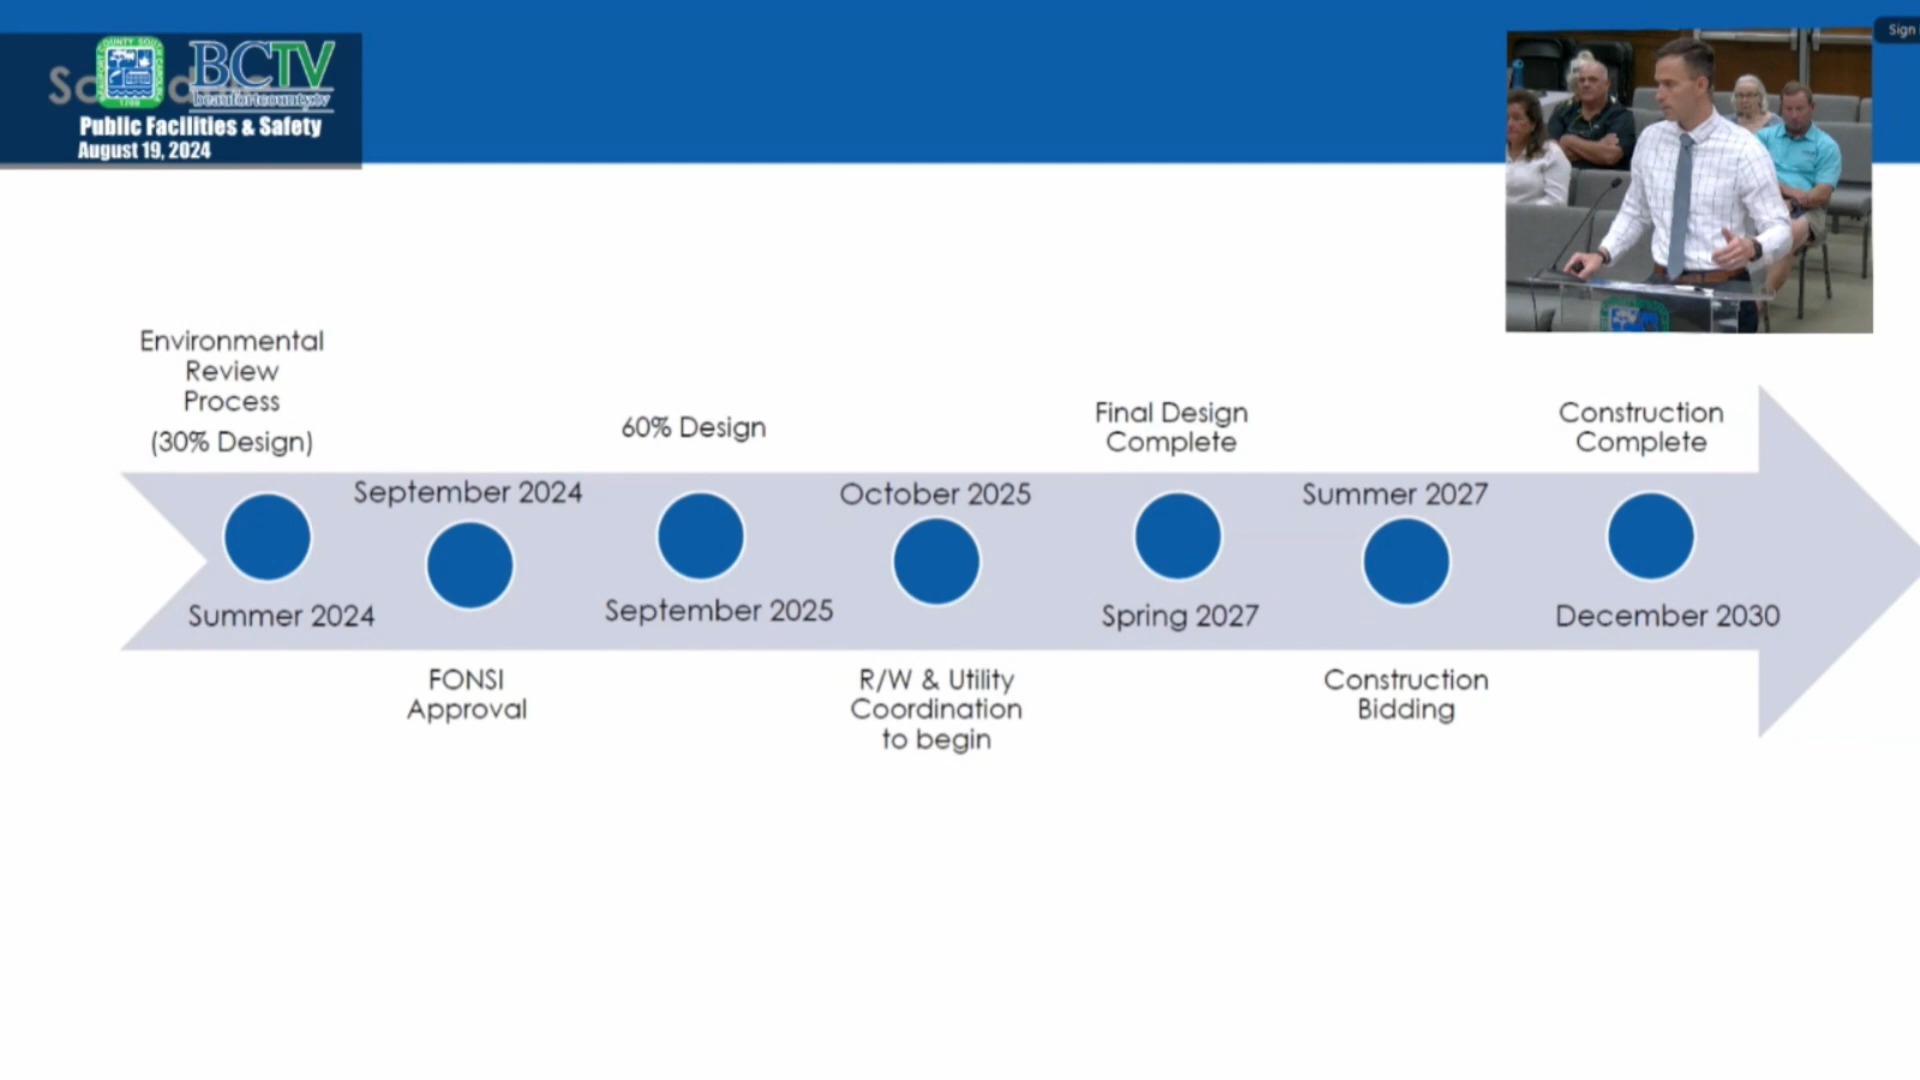 BCTV
beaufortcountytv
Public Facilities & Safety
August 19, 2024
Sign
Environmental
Review
Process
(30% Design)
Summer 2024
September 2024
FONSI
Approval
60% Design
September 2025
October 2025
R/W & Utility
Coordination
to begin
Final Design
Complete
Spring 2027
Summer 2027
Construction
Bidding
Construction
Complete
December 2030